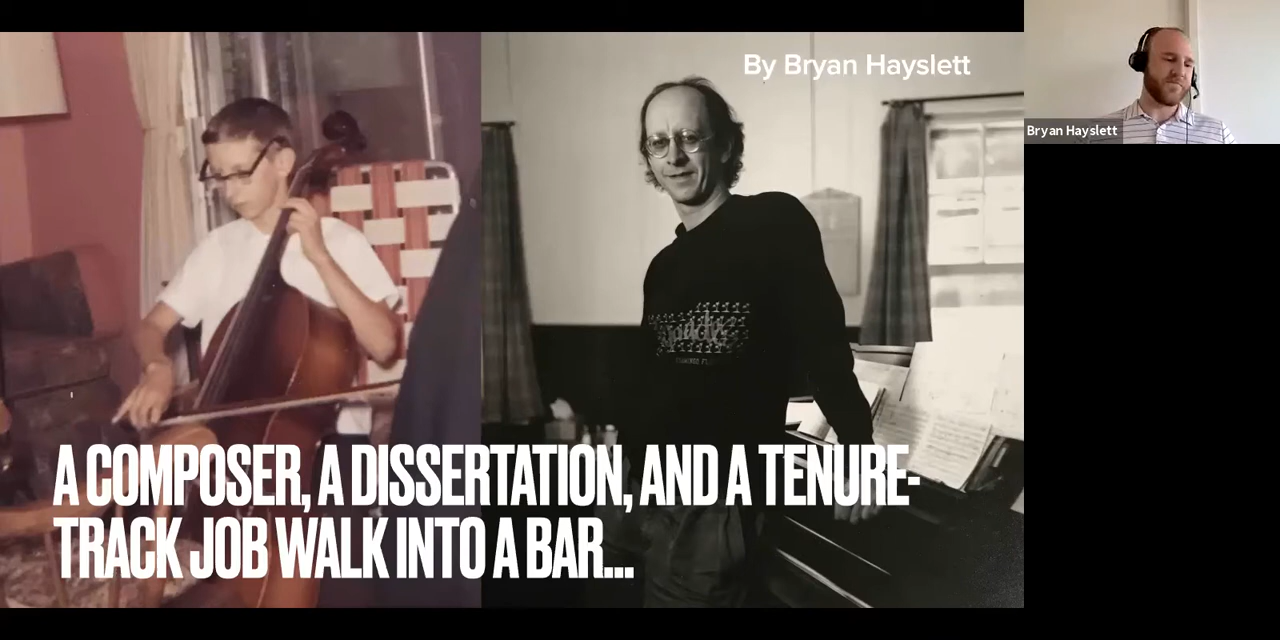 By Bryan Hayslett
Bryan Hayslett
A COMPOSER, A DISSERTATION, AND A TENURE-
TRACK JOB WALK INTO A BAR...